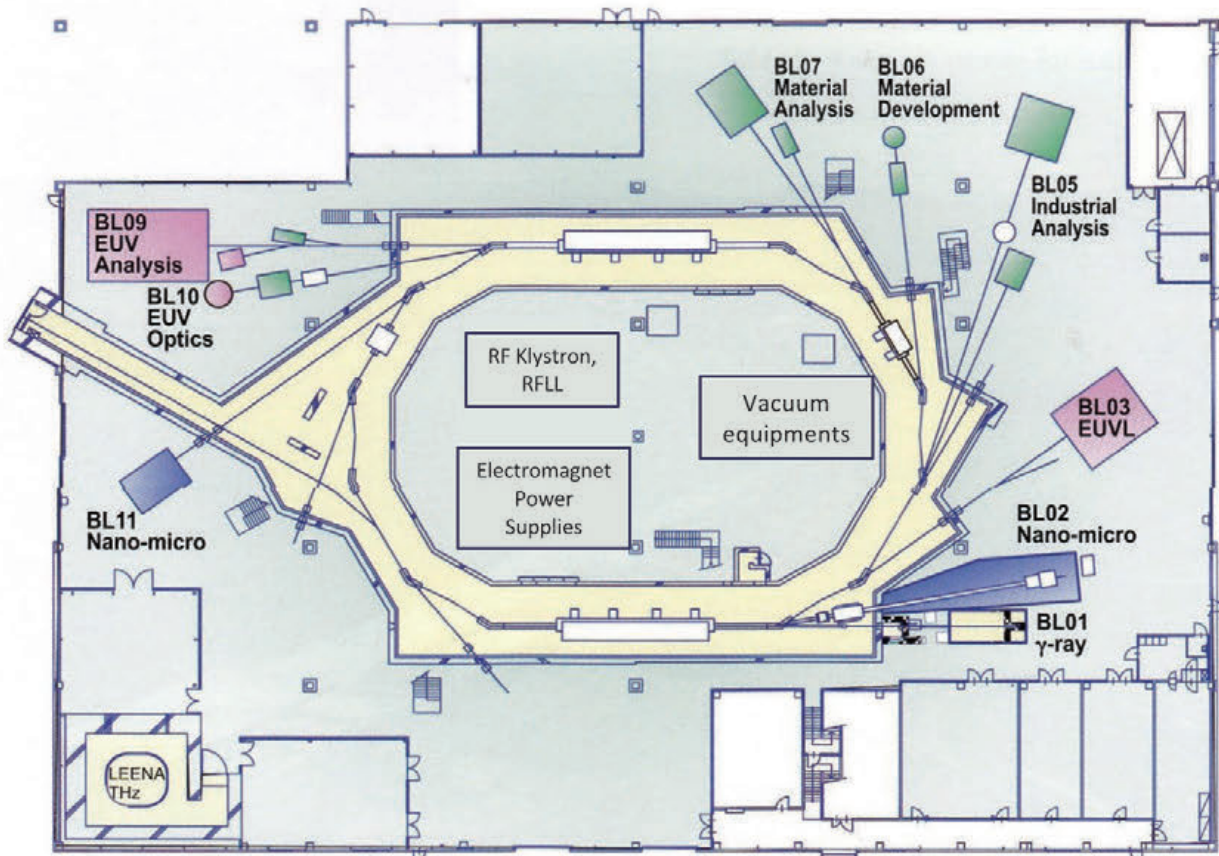 BL07
Material
Analysis
BL06
Material
Development
BL05
Industrial
Analysis
BL09
EUV
Analysis
BL10
EUV
Optics
RF Klystron,
RFLL
Vacuum
equipments
BL03
EUVL
Electromagnet
Power
Supplies
BL11
Nano-micro
BL02
Nano-micro
BL01
γ-ray
LEENA
THz